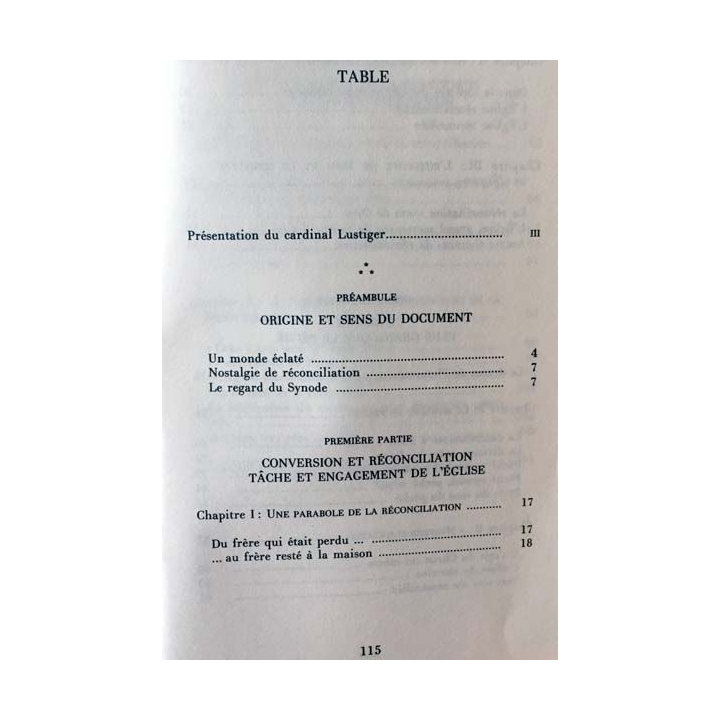 TABLE
Présentation du cardinal Lustiger.................................. III
PRÉAMBULE
ORIGINE ET SENS DU DOCUMENT
Un monde éclaté .................................................... 4
Nostalgie de réconciliation ..................................... 7
Le regard du Synode ............................................. 7
PREMIÈRE PARTIE
CONVERSION ET RÉCONCILIATION
TÂCHE ET ENGAGEMENT DE L'ÉGLISE
Chapitre I : UNE PARABOLE DE LA RÉCONCILIATION .......... 17
Du frère qui était perdu ... ..................................... 17
... au frère resté à la maison ................................... 18
115